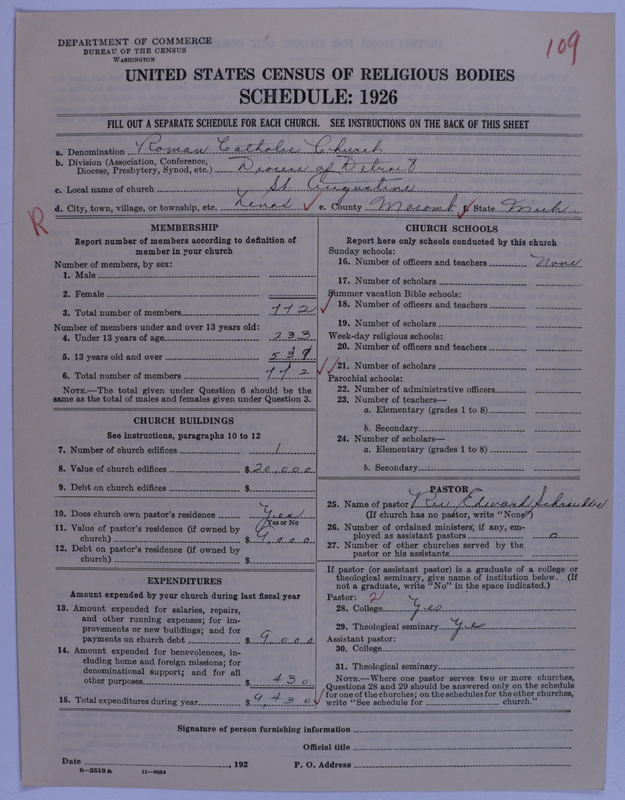 DEPARTMENT OF COMMERCE
BUREAU OF THE CENSUS
WASHINGTON
109
UNITED STATES CENSUS OF RELIGIOUS BODIES
SCHEDULE: 1926
FILL OUT A SEPARATE SCHEDULE FOR EACH CHURCH. SEE INSTRUCTIONS ON THE BACK OF THIS SHEET
a. Denomination Roman Catholic Church
b. Division (Association, Conference, Diocese, Presbytery, Synod, etc.) Diocese of Detroit
c. Local name of church St. Augustine
d. City, town, village, or township, etc. Lenox e. County Macomb f. State Mich
R
MEMBERSHIP
Report number of members according to definition of
member in your church
Number of members, by sex:
1. Male
2. Female
3. Total number of members 772
Number of members under and over 13 years old:
4. Under 13 years of age 233
5. 13 years old and over 539
6. Total number of members 772
NOTE.—The total given under Question 6 should be the
same as the total of males and females given under Question 3.
CHURCH BUILDINGS
See instructions, paragraphs 10 to 12
7. Number of church edifices 1
8. Value of church edifices $20,000
9. Debt on church edifices $
10. Does church own pastor's residence Yes
Yes or No
11. Value of pastor's residence (if owned by
church) $9,000
12. Debt on pastor's residence (if owned by
church) $
EXPENDITURES
Amount expended by your church during last fiscal year
13. Amount expended for salaries, repairs,
and other running expenses; for im-
provements or new buildings; and for
payments on church debt $9,000
14. Amount expended for benevolences, in-
cluding home and foreign missions; for
denominational support; and for all
other purposes $430
15. Total expenditures during year $9,430
CHURCH SCHOOLS
Report here only schools conducted by this church
Sunday schools:
16. Number of officers and teachers None
17. Number of scholars
Summer vacation Bible schools:
18. Number of officers and teachers
19. Number of scholars
Week-day religious schools:
20. Number of officers and teachers
21. Number of scholars
Parochial schools:
22. Number of administrative officers
23. Number of teachers—
a. Elementary (grades 1 to 8)
b. Secondary
24. Number of scholars—
a. Elementary (grades 1 to 8)
b. Secondary
PASTOR
25. Name of pastor Rev Edward
(If church has no pastor, write "None")
26. Number of ordained ministers, if any, em-
ployed as assistant pastors 0
27. Number of other churches served by the
pastor or his assistants
If pastor (or assistant pastor) is a graduate of a college or
theological seminary, give name of institution below. (If
not a graduate, write "No" in the space indicated.)
Pastor: 2
28. College Yes
29. Theological seminary Yes
Assistant pastor:
30. College
31. Theological seminary
NOTE.—Where one pastor serves two or more churches,
Questions 28 and 29 should be answered only on the schedule
for one of the churches; on the schedules for the other churches,
write "See schedule for church."
Signature of person furnishing information
Official title
Date , 192 P. O. Address
8-5518a 11-9054